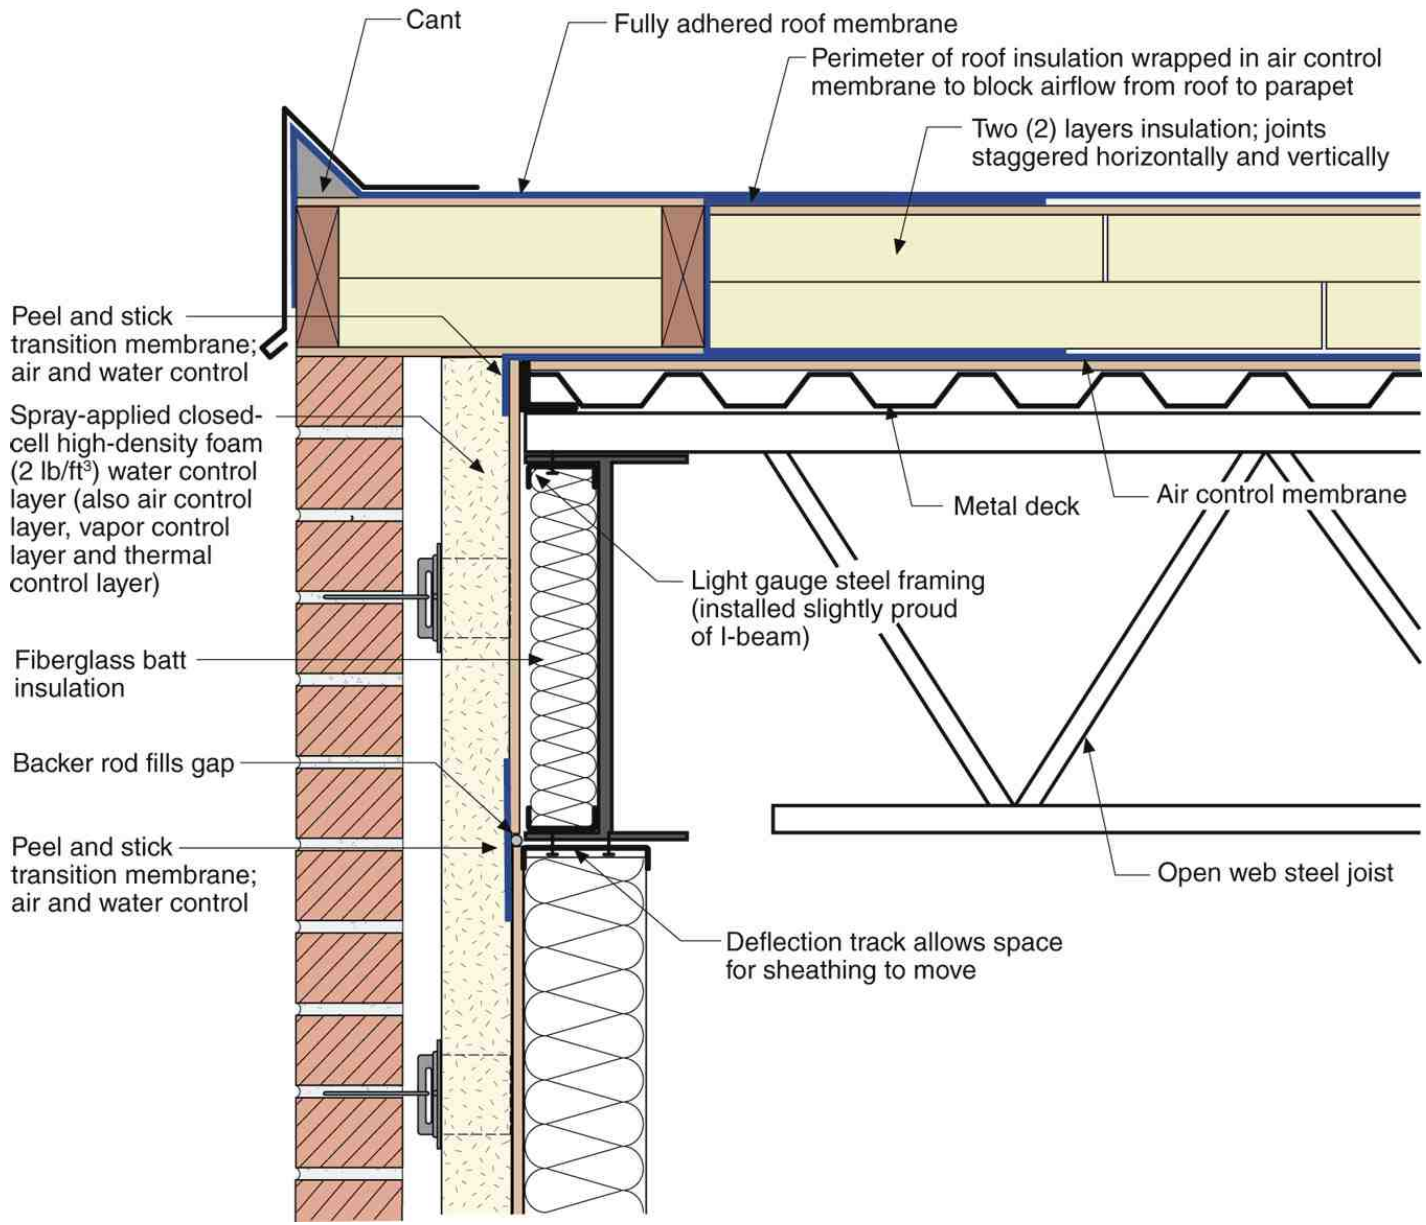 Cant
Fully adhered roof membrane
Perimeter of roof insulation wrapped in air control
membrane to block airflow from roof to parapet
Two (2) layers insulation; joints
staggered horizontally and vertically
Peel and stick
transition membrane;
air and water control
Spray-applied closed-
cell high-density foam
(2 lb/ft³) water control
layer (also air control
layer, vapor control
layer and thermal
control layer)
Metal deck
Air control membrane
Light gauge steel framing
(installed slightly proud
of I-beam)
Fiberglass batt
insulation
Backer rod fills gap
Peel and stick
transition membrane;
air and water control
Open web steel joist
Deflection track allows space
for sheathing to move